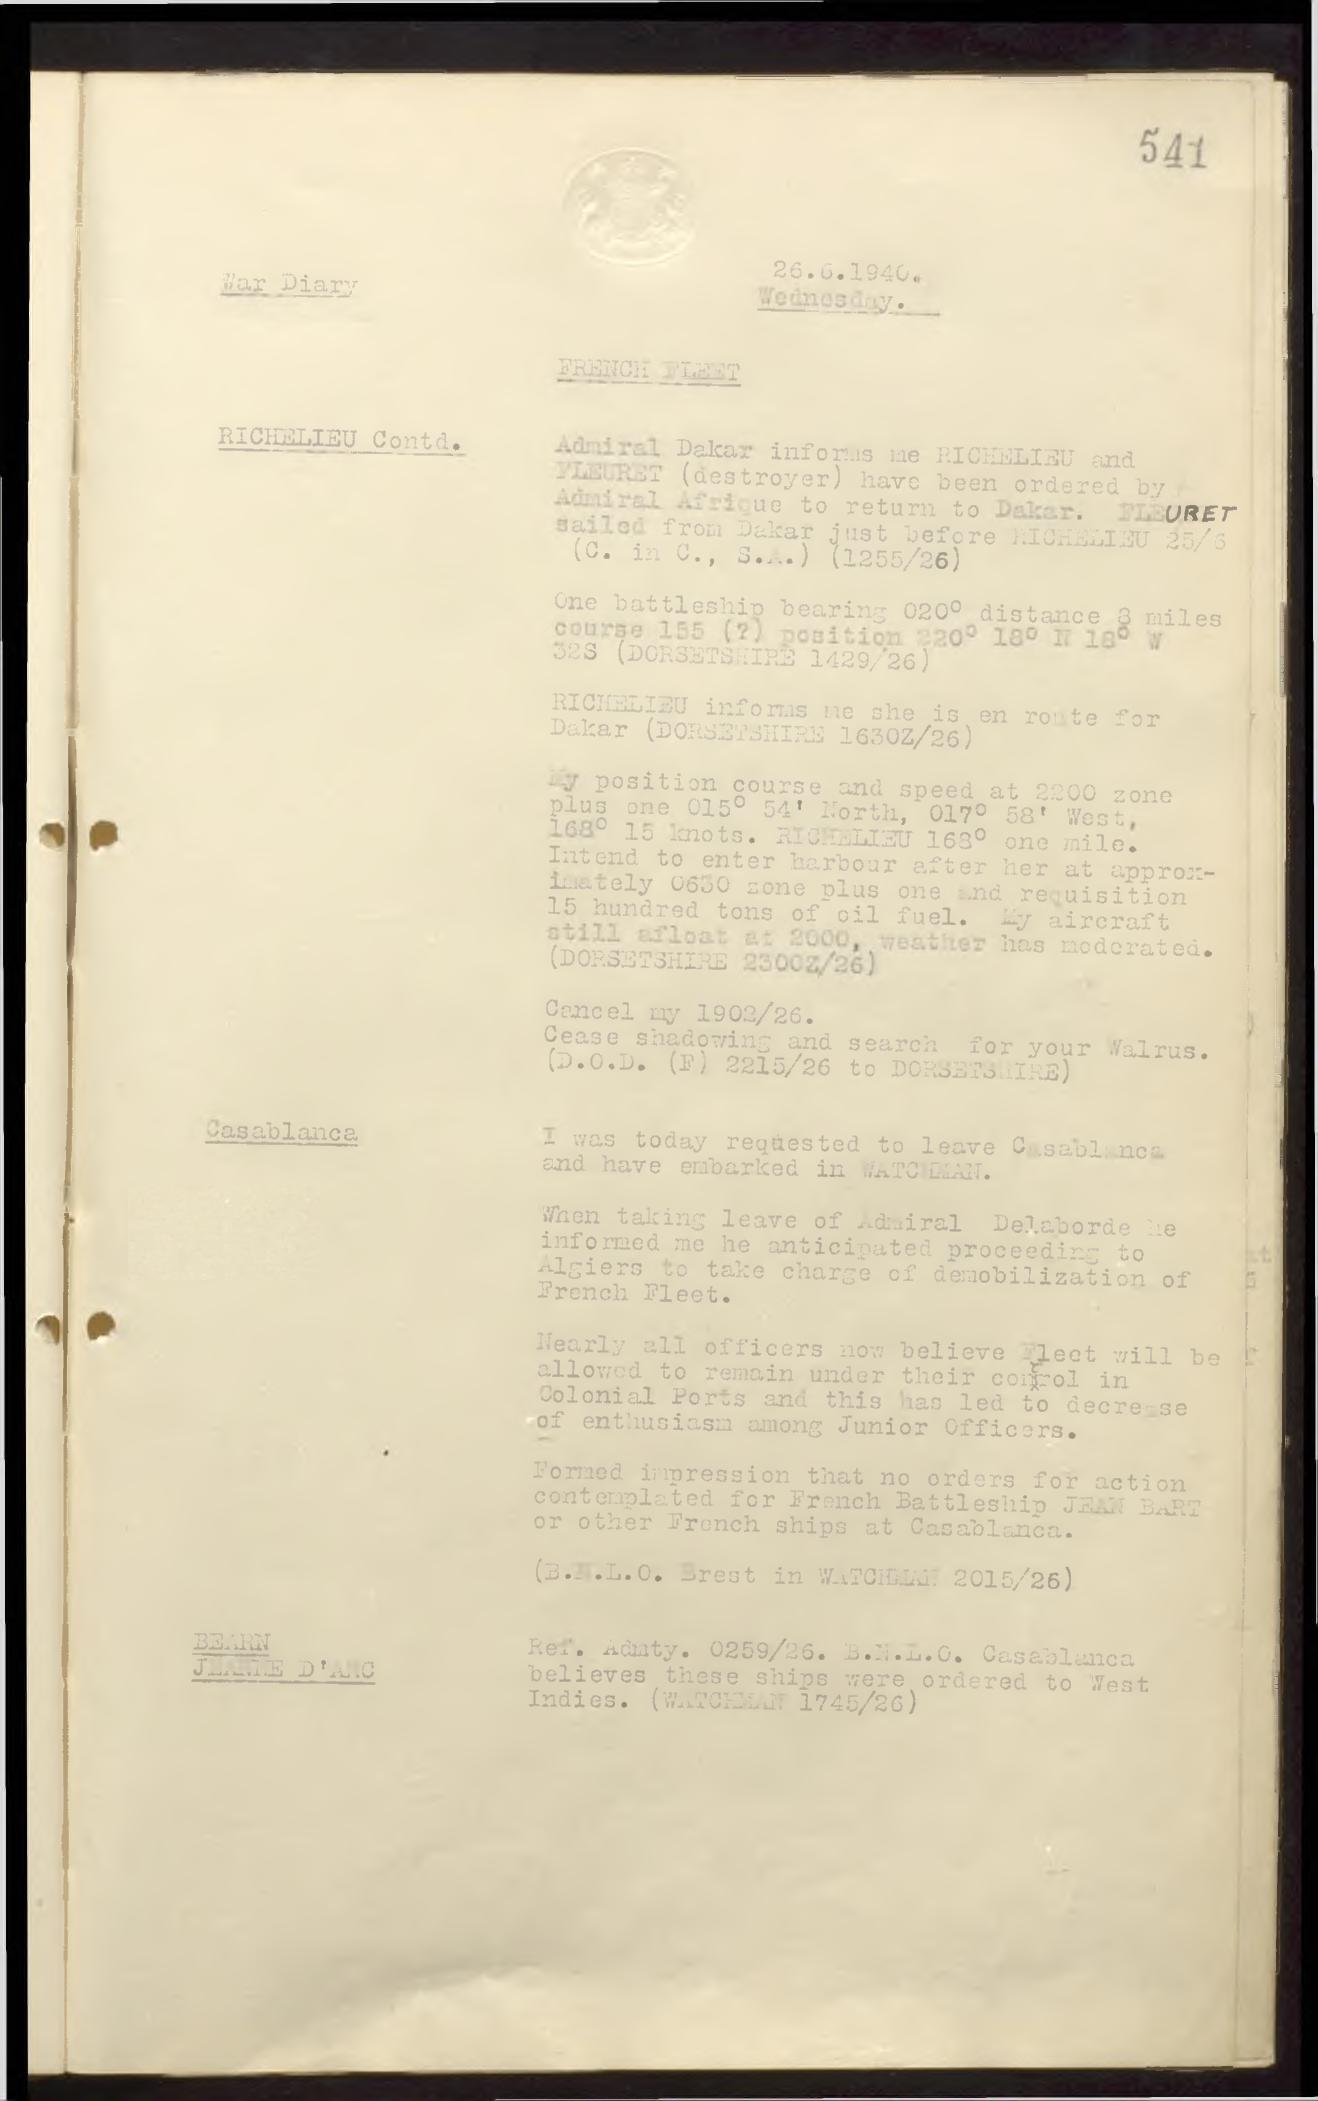 541
War Diary
26.6.1940.
Wednesday.
FRENCH FLEET
RICHELIEU Contd.
Admiral Dakar informs me RICHELIEU and
FLEURET (destroyer) have been ordered by
Admiral Afrique to return to Dakar. FLEURET
sailed from Dakar just before RICHELIEU 25/6
(C. in C., S.A.) (1255/26)
One battleship bearing 020° distance 8 miles
course 155 (?) position 220° 18° N 18° W
32S (DORSETSHIRE 1429/26)
RICHELIEU informs me she is en route for
Dakar (DORSETSHIRE 1630Z/26)
My position course and speed at 2200 zone
plus one 015° 54' North, 017° 58' West,
168° 15 knots. RICHELIEU 168° one mile.
Intend to enter harbour after her at approx-
imately 0630 zone plus one and requisition
15 hundred tons of oil fuel. My aircraft
still afloat at 2000, weather has moderated.
(DORSETSHIRE 2300Z/26)
Cancel my 1902/26.
Cease shadowing and search for your Walrus.
(D.O.D. (F) 2215/26 to DORSETSHIRE)
Casablanca
I was today requested to leave Casablanca
and have embarked in WATCHMAN.
When taking leave of Admiral Delaborde he
informed me he anticipated proceeding to
Algiers to take charge of demobilization of
French Fleet.
Nearly all officers now believe Fleet will be
allowed to remain under their control in
Colonial Ports and this has led to decrease
of enthusiasm among Junior Officers.
Formed impression that no orders for action
contemplated for French Battleship JEAN BART
or other French ships at Casablanca.
(B.N.L.O. Brest in WATCHMAN 2015/26)
BEARN
JEANNE D'ARC
Ref. Admty. 0259/26. B.N.L.O. Casablanca
believes these ships were ordered to West
Indies. (WATCHMAN 1745/26)